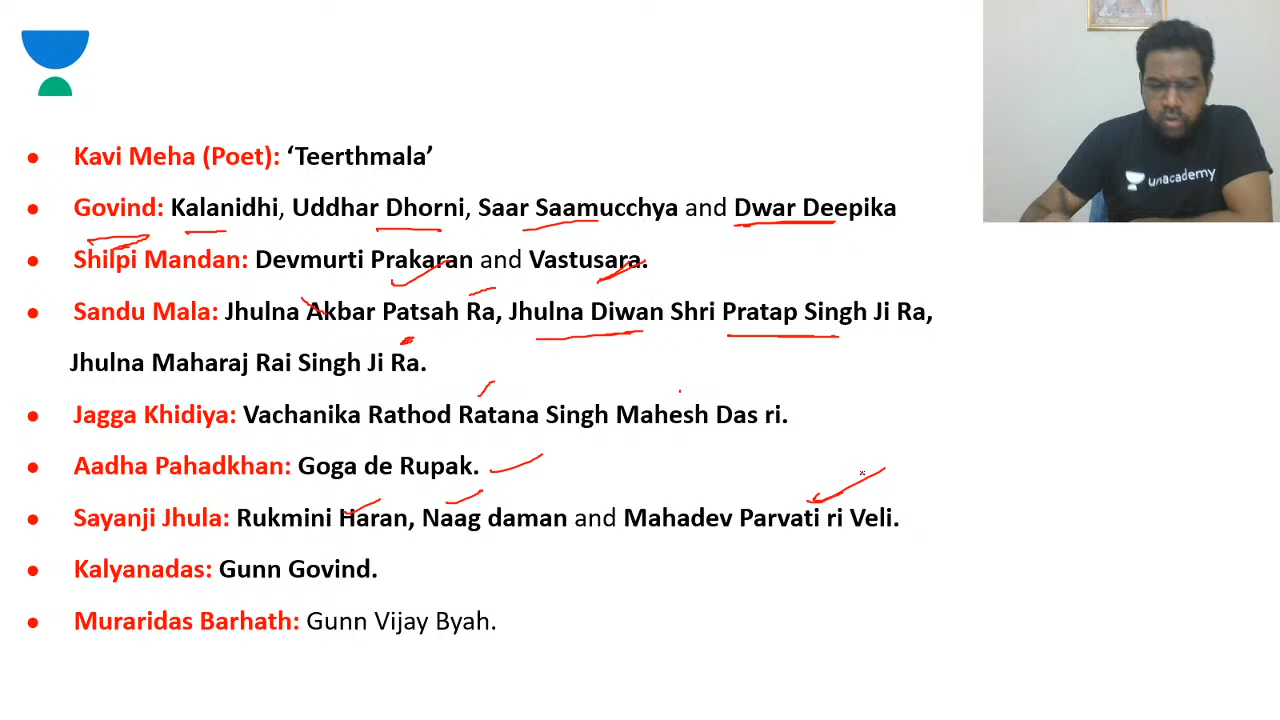 Kavi Meha (Poet): ‘Teerthmala’
Govind: Kalanidhi, Uddhar Dhorni, Saar Saamucchya and Dwar Deepika
Shilpi Mandan: Devmurti Prakaran and Vastusara.
Sandu Mala: Jhulna Akbar Patsah Ra, Jhulna Diwan Shri Pratap Singh Ji Ra,
Jhulna Maharaj Rai Singh Ji Ra.
Jagga Khidiya: Vachanika Rathod Ratana Singh Mahesh Das ri.
Aadha Pahadkhan: Goga de Rupak.
Sayanji Jhula: Rukmini Haran, Naag daman and Mahadev Parvati ri Veli.
Kalyanadas: Gunn Govind.
Muraridas Barhath: Gunn Vijay Byah.
unacademy